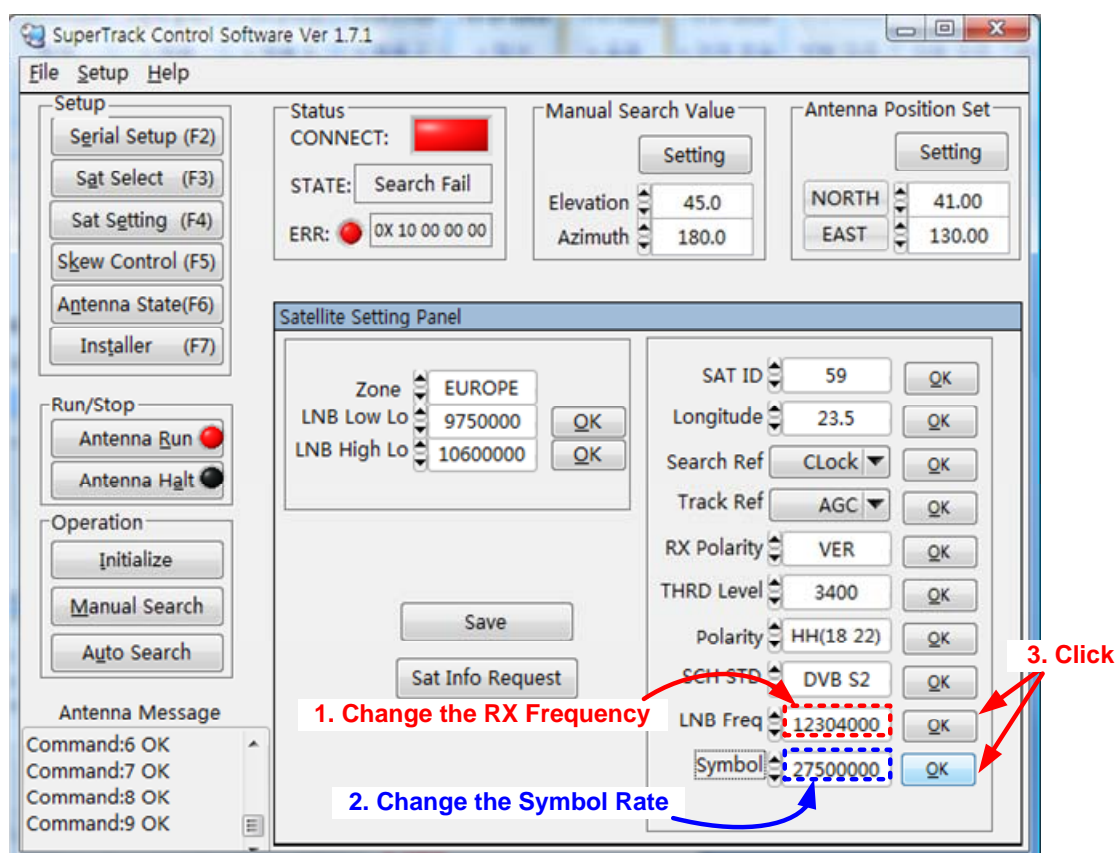 SuperTrack Control Software Ver 1.7.1
File Setup Help
Setup
Serial Setup (F2)
Sat Select (F3)
Sat Setting (F4)
Skew Control (F5)
Antenna State(F6)
Installer (F7)
Run/Stop
Antenna Run
Antenna Halt
Operation
Initialize
Manual Search
Auto Search
Antenna Message
Command:6 OK
Command:7 OK
Command:8 OK
Command:9 OK
Status
CONNECT:
STATE: Search Fail
ERR: 0X 10 00 00 00
Manual Search Value
Setting
Elevation 45.0
Azimuth 180.0
Antenna Position Set
Setting
NORTH 41.00
EAST 130.00
Satellite Setting Panel
Zone EUROPE
LNB Low Lo 9750000 OK
LNB High Lo 10600000 OK
Save
Sat Info Request
SAT ID 59 OK
Longitude 23.5 OK
Search Ref CLock OK
Track Ref AGC OK
RX Polarity VER OK
THRD Level 3400 OK
Polarity HH(18 22) OK
SCH STD DVB S2 OK
LNB Freq 12304000 OK
Symbol 27500000 OK
1. Change the RX Frequency
2. Change the Symbol Rate
3. Click